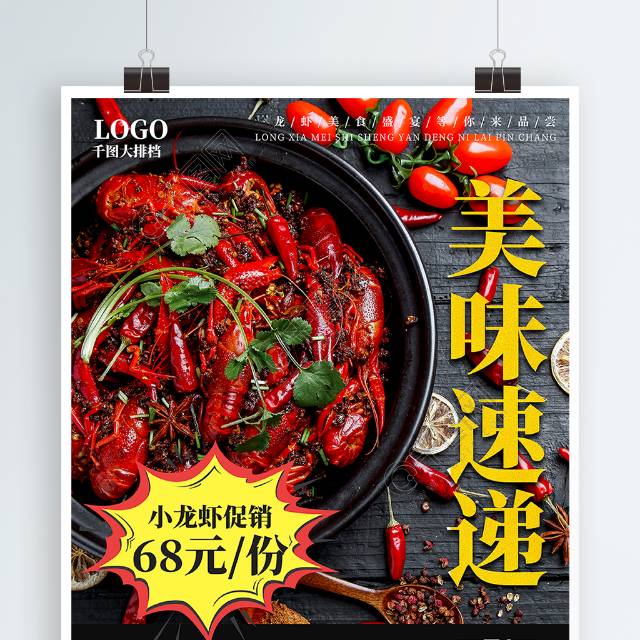 LOGO
千图大排档
龙/虾/美/食/盛/宴/等/你/来/品/尝
LONG XIA MEI SHI SHENG YAN DENG NI LAI PIN CHANG
美味速递
小龙虾促销
68元/份